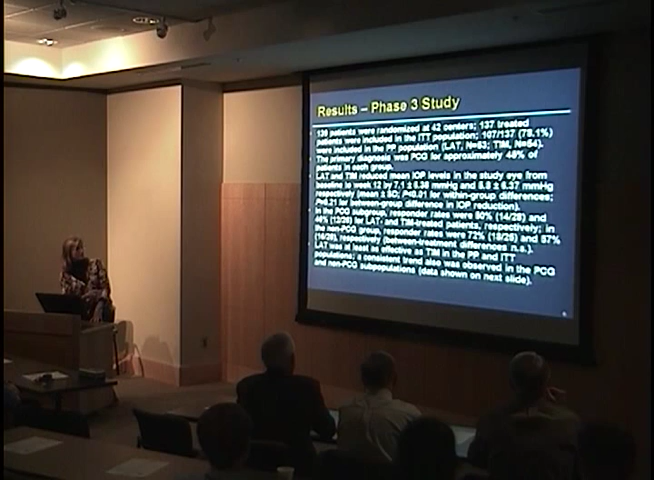 Results – Phase 3 Study
139 patients were randomized at 42 centers; 137 treated
patients were included in the ITT population; 107/137 (78.1%)
were included in the PP population (LAT, N=53; TIM, N=54).
The primary diagnosis was PCG for approximately 48% of
patients in each group.
LAT and TIM reduced mean IOP levels in the study eye from
baseline to week 12 by 7.1 ± 5.38 mmHg and 5.8 ± 6.37 mmHg
respectively (mean ± SD; P<0.01 for within-group differences;
P=0.21 for between-group difference in IOP reduction).
In the PCG subgroup, responder rates were 50% (14/28) and
46% (12/26) for LAT- and TIM-treated patients, respectively; in
the non-PCG group, responder rates were 72% (18/25) and 57%
(16/28), respectively (between-treatment differences n.s.).
LAT was at least as effective as TIM in the PP and ITT
populations; a consistent trend also was observed in the PCG
and non-PCG subpopulations (data shown on next slide).